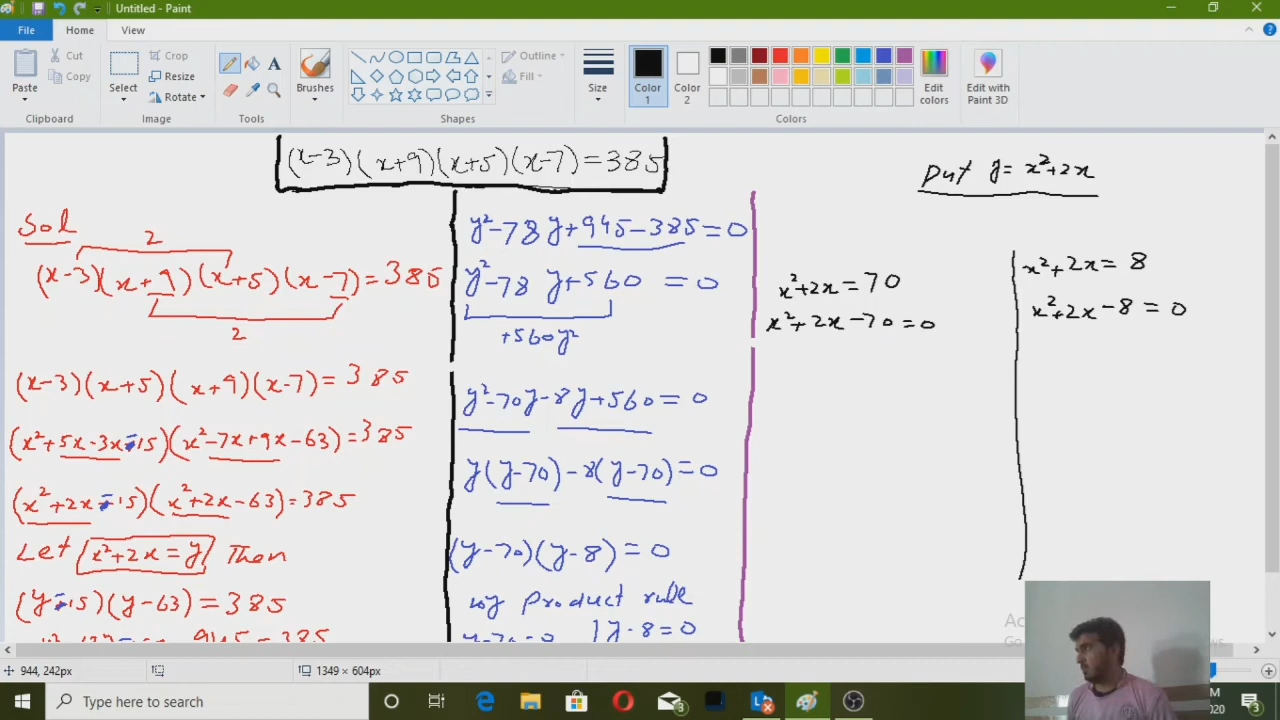 Untitled - Paint
File Home View
Paste
Cut
Copy
Clipboard
Select
Crop
Resize
Rotate
Image
Tools
Brushes
Outline
Fill
Shapes
Size
Color 1
Color 2
Colors
Edit colors
Edit with Paint 3D
(x-3)(x+9)(x+5)(x-7)=385
Sol
2
(x-3)(x+9)(x+5)(x-7)=385
2
(x-3)(x+5)(x+9)(x-7)=385
(x²+5x-3x-15)(x²-7x+9x-63)=385
(x²+2x-15)(x²+2x-63)=385
Let x²+2x=y Then
(y-15)(y-63)=385
y²-78y+945-385=0
y²-78y+560=0
+560y²
y²-70y-8y+560=0
y(y-70)-8(y-70)=0
(y-70)(y-8)=0
by Product rule
y-8=0
Put y=x²+2x
x²+2x=70
x²+2x-70=0
x²+2x=8
x²+2x-8=0
944, 242px
1349 × 604px
Type here to search
3
3